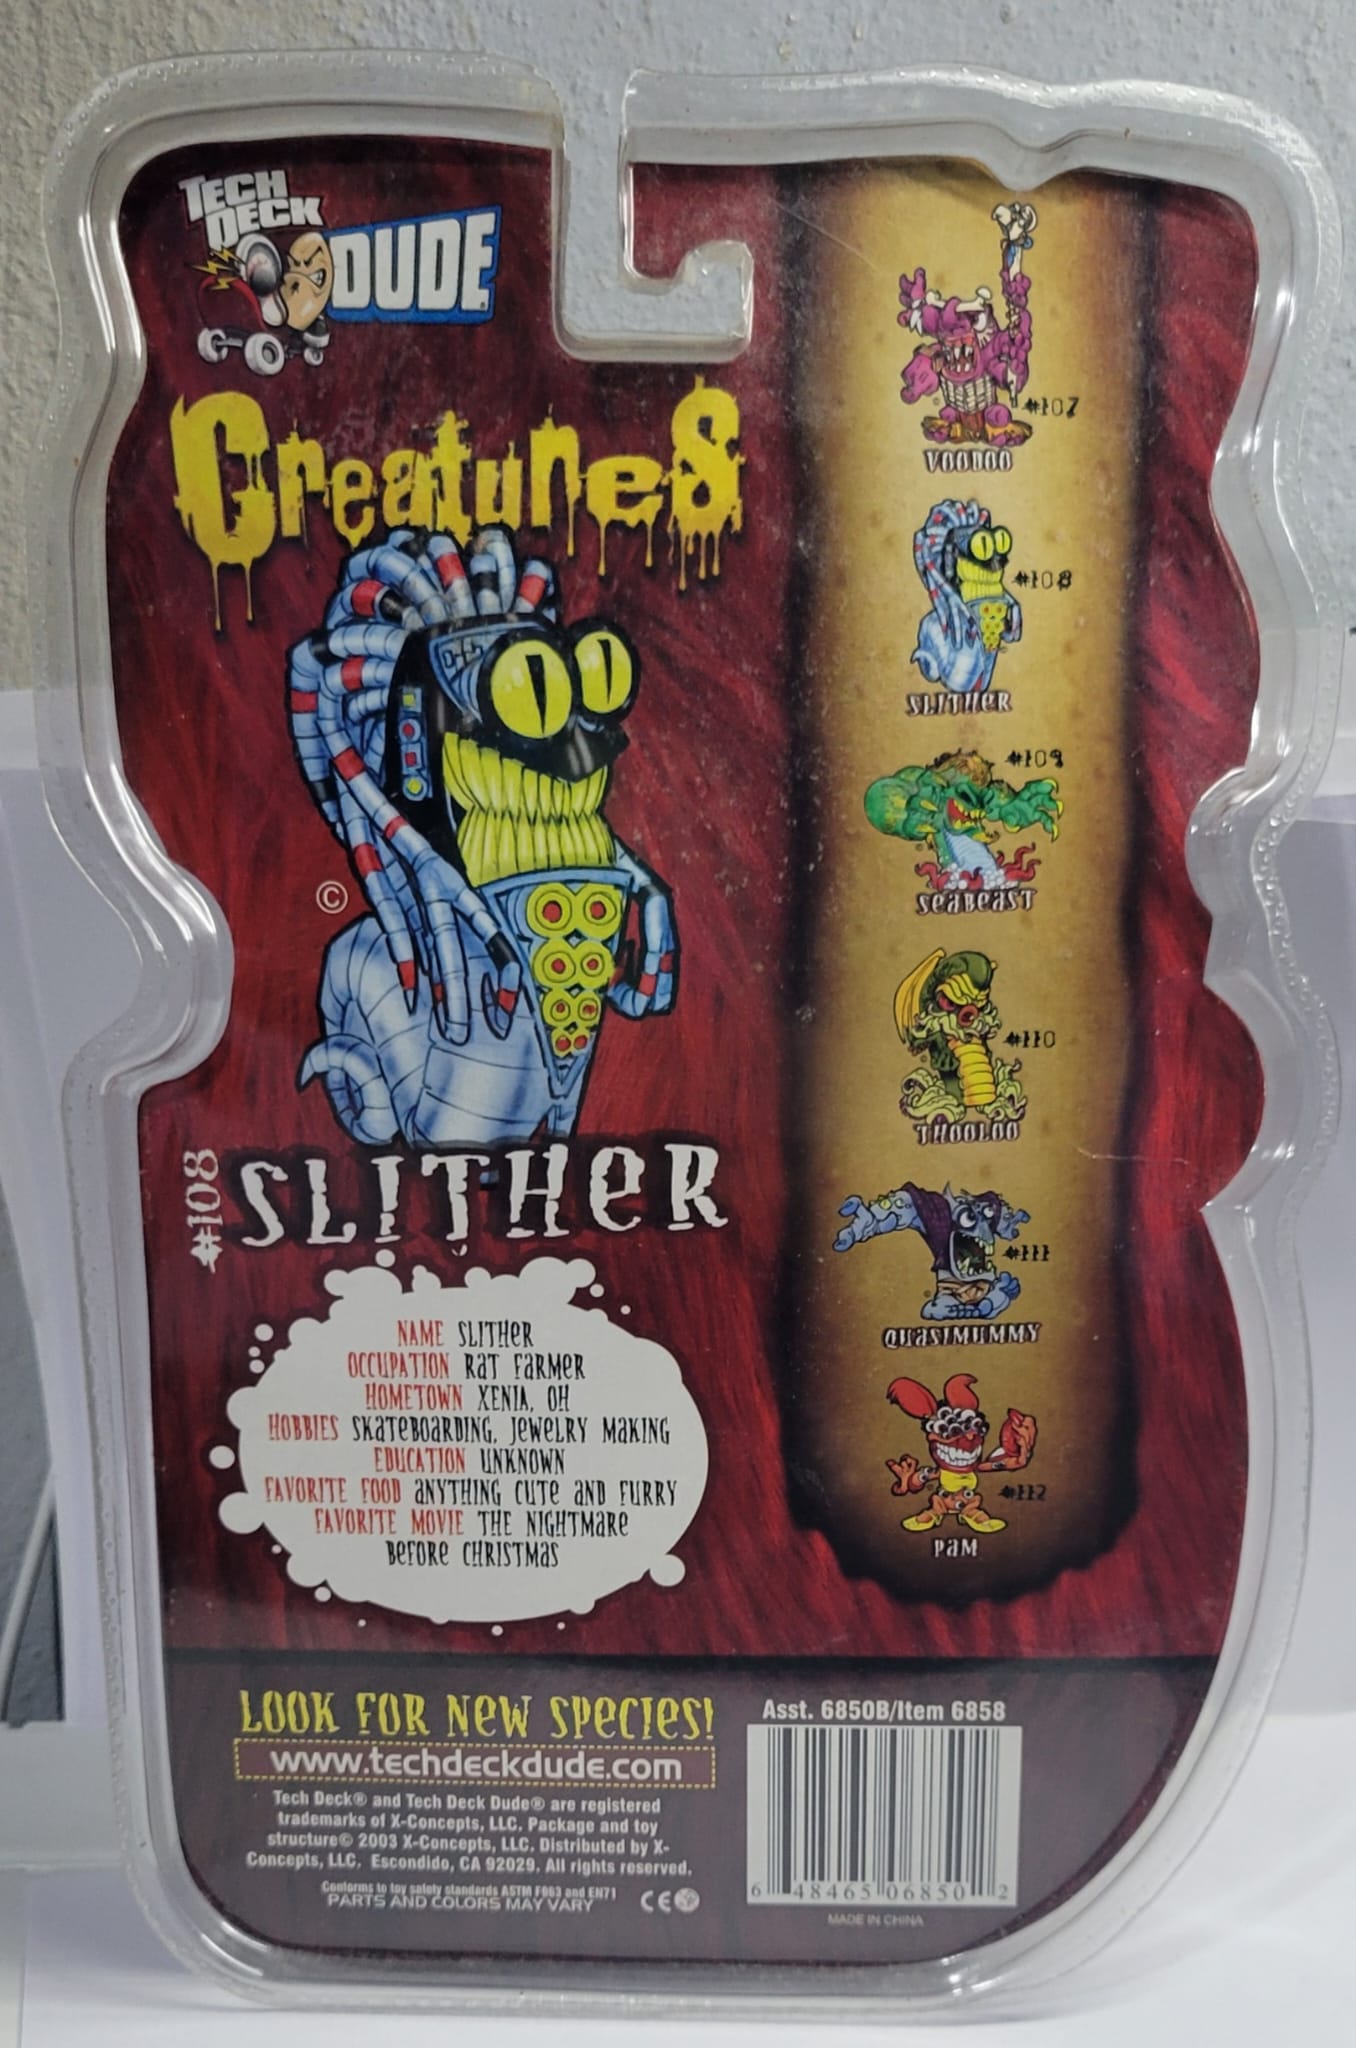 TECH
DECK
DUDE
Creatures
©
#108
SLITHER
NAME SLITHER
OCCUPATION RAT FARMER
HOMETOWN XENIA, OH
HOBBIES SKATEBOARDING, JEWELRY MAKING
EDUCATION UNKNOWN
FAVORITE FOOD ANYTHING CUTE AND FURRY
FAVORITE MOVIE THE NIGHTMARE
BEFORE CHRISTMAS
#107
VOODOO
#108
SLITHER
#109
SEABEAST
#110
THOOLOO
#111
QUASIMUMMY
#112
PAM
LOOK FOR NEW SPECIES!
www.techdeckdude.com
Tech Deck® and Tech Deck Dude® are registered
trademarks of X-Concepts, LLC. Package and toy
structure© 2003 X-Concepts, LLC. Distributed by X-
Concepts, LLC. Escondido, CA 92029. All rights reserved.
Conforms to toy safety standards ASTM F963 and EN71
PARTS AND COLORS MAY VARY
CE
Asst. 6850B/Item 6858
6 48465 06850 2
MADE IN CHINA